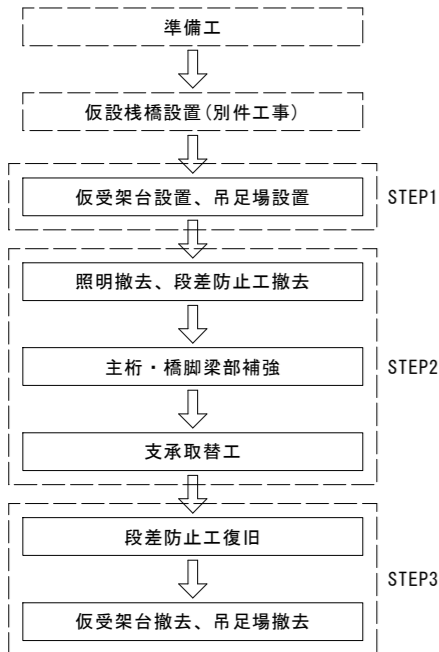 準備工
仮設桟橋設置(別件工事)
仮受架台設置、吊足場設置
STEP1
照明撤去、段差防止工撤去
主桁・橋脚梁部補強
STEP2
支承取替工
段差防止工復旧
STEP3
仮受架台撤去、吊足場撤去